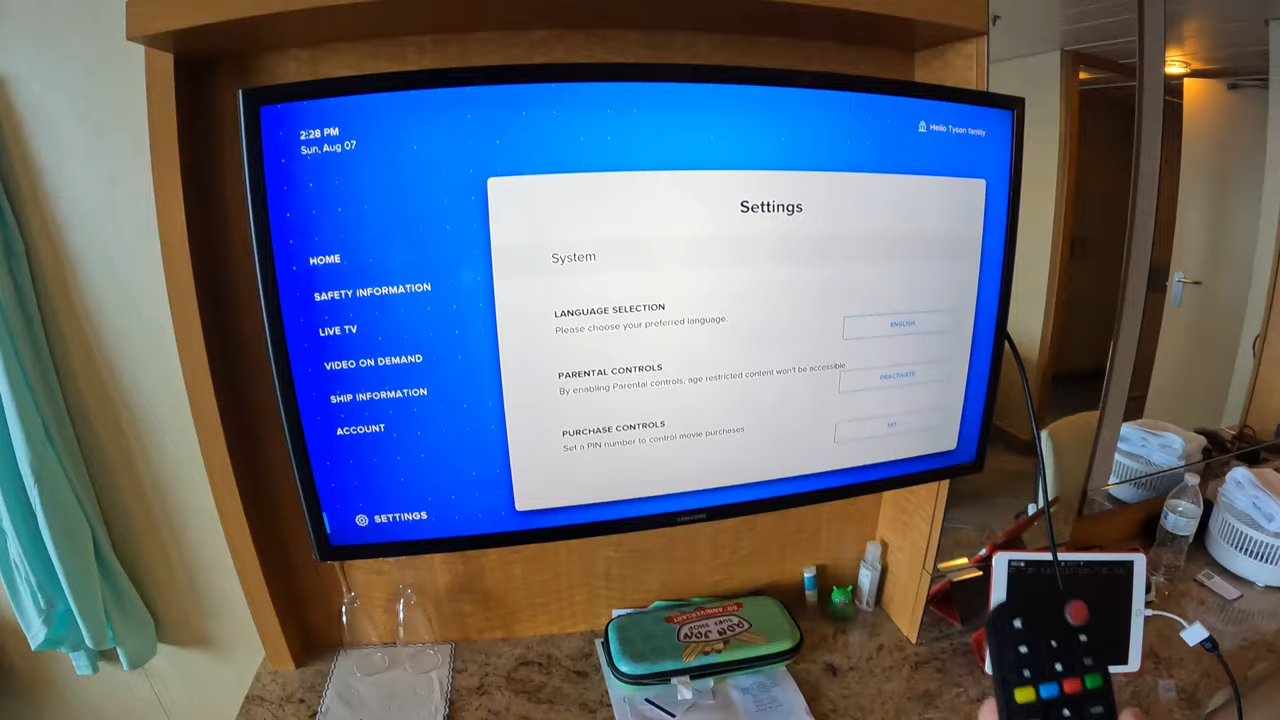 2:28 PM
Sun, Aug 07
Hello Tyson family
HOME
SAFETY INFORMATION
LIVE TV
VIDEO ON DEMAND
SHIP INFORMATION
ACCOUNT
SETTINGS
Settings
System
LANGUAGE SELECTION
Please choose your preferred language.
ENGLISH
PARENTAL CONTROLS
By enabling Parental controls, age restricted content won't be accessible
DEACTIVATE
PURCHASE CONTROLS
Set a PIN number to control movie purchases
SET
SAMSUNG
60TH ANNIVERSARY
RON JON
SURF SHOP